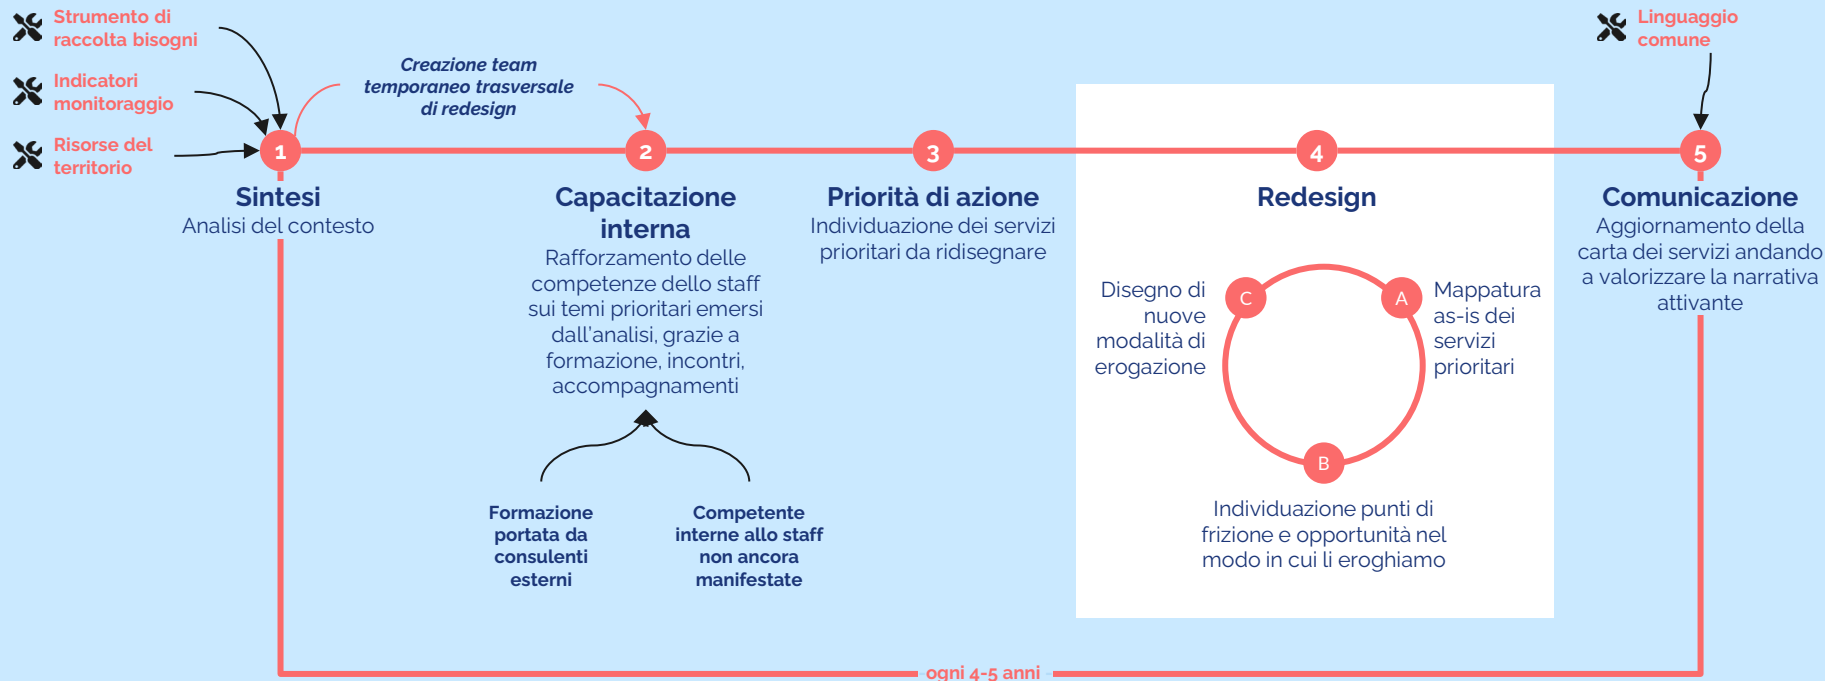 Strumento di
raccolta bisogni
Indicatori
monitoraggio
Risorse del
territorio
Creazione team
temporaneo trasversale
di redesign
Linguaggio
comune
1
Sintesi
Analisi del contesto
2
Capacitazione
interna
Rafforzamento delle
competenze dello staff
sui temi prioritari emersi
dall'analisi, grazie a
formazione, incontri,
accompagnamenti
Formazione
portata da
consulenti
esterni
Competente
interne allo staff
non ancora
manifestate
3
Priorità di azione
Individuazione dei servizi
prioritari da ridisegnare
4
Redesign
A
Mappatura
as-is dei
servizi
prioritari
B
Individuazione punti di
frizione e opportunità nel
modo in cui li eroghiamo
C
Disegno di
nuove
modalità di
erogazione
5
Comunicazione
Aggiornamento della
carta dei servizi andando
a valorizzare la narrativa
attivante
ogni 4-5 anni